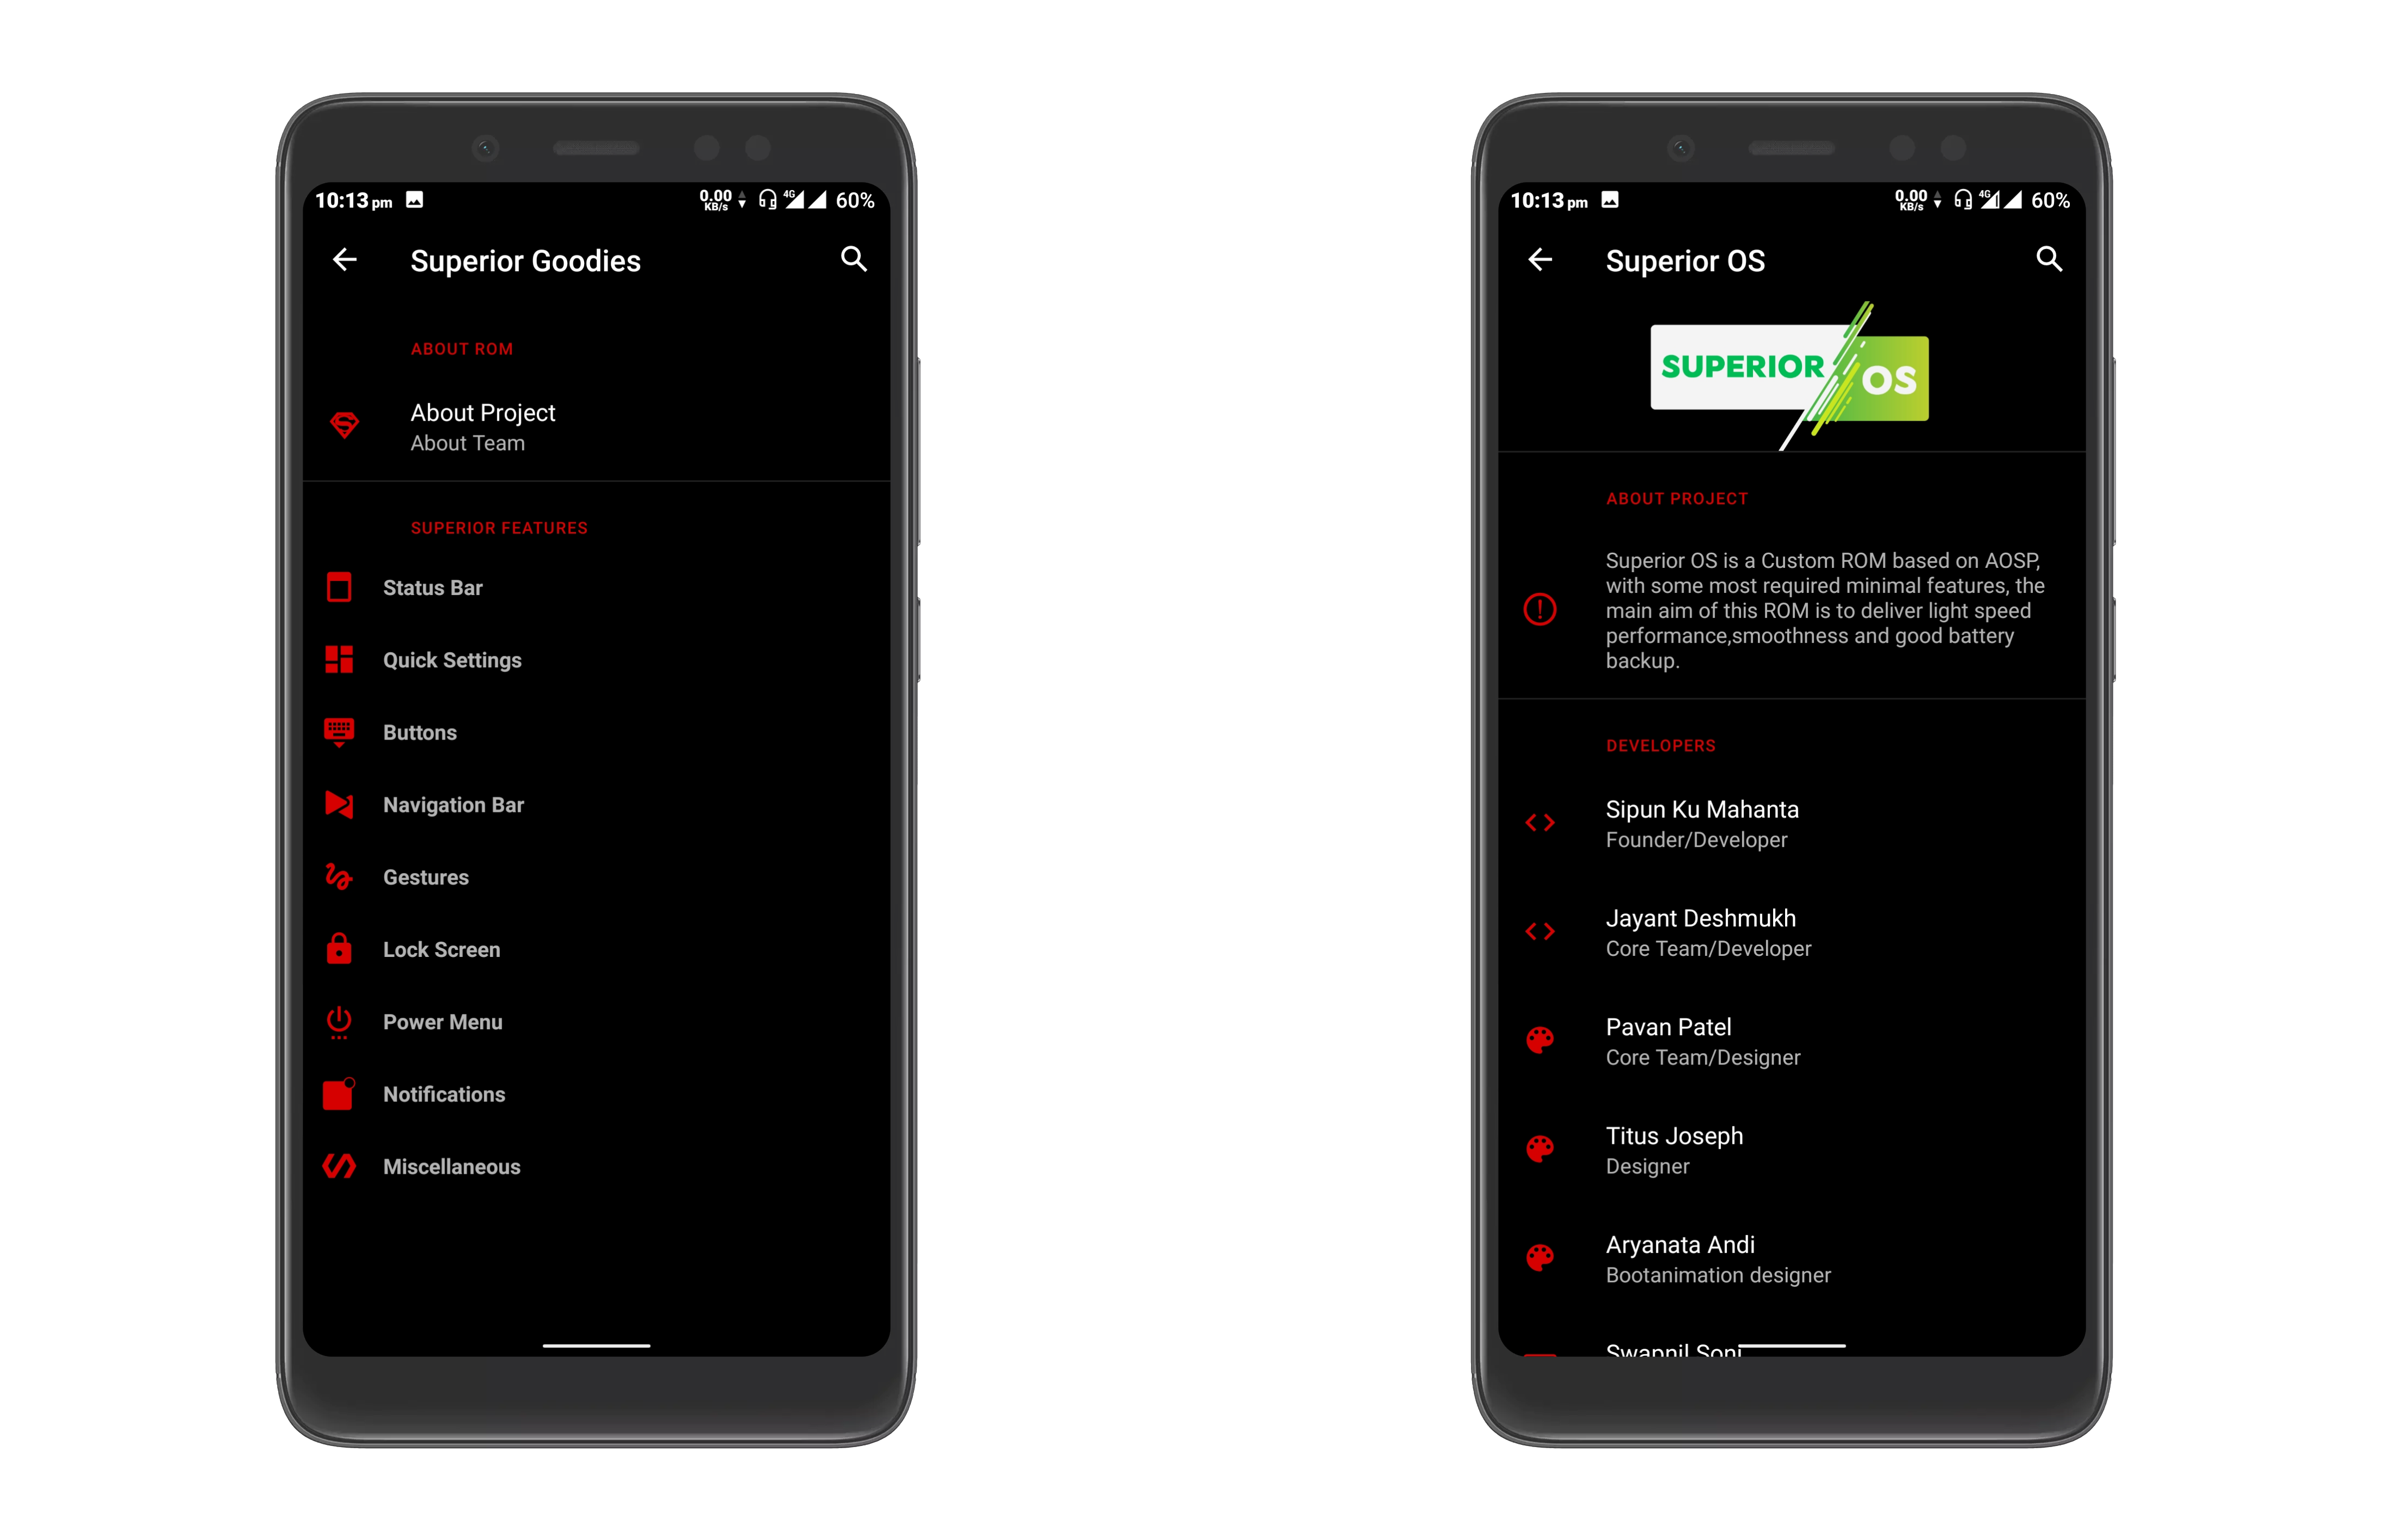 10:13 pm 0.00 KB/s 4G 60%
Superior Goodies
ABOUT ROM
About Project
About Team
SUPERIOR FEATURES
Status Bar
Quick Settings
Buttons
Navigation Bar
Gestures
Lock Screen
Power Menu
Notifications
Miscellaneous
10:13 pm 0.00 KB/s 4G 60%
Superior OS
SUPERIOR OS
ABOUT PROJECT
Superior OS is a Custom ROM based on AOSP,
with some most required minimal features, the
main aim of this ROM is to deliver light speed
performance,smoothness and good battery
backup.
DEVELOPERS
Sipun Ku Mahanta
Founder/Developer
Jayant Deshmukh
Core Team/Developer
Pavan Patel
Core Team/Designer
Titus Joseph
Designer
Aryanata Andi
Bootanimation designer
Swapnil Soni